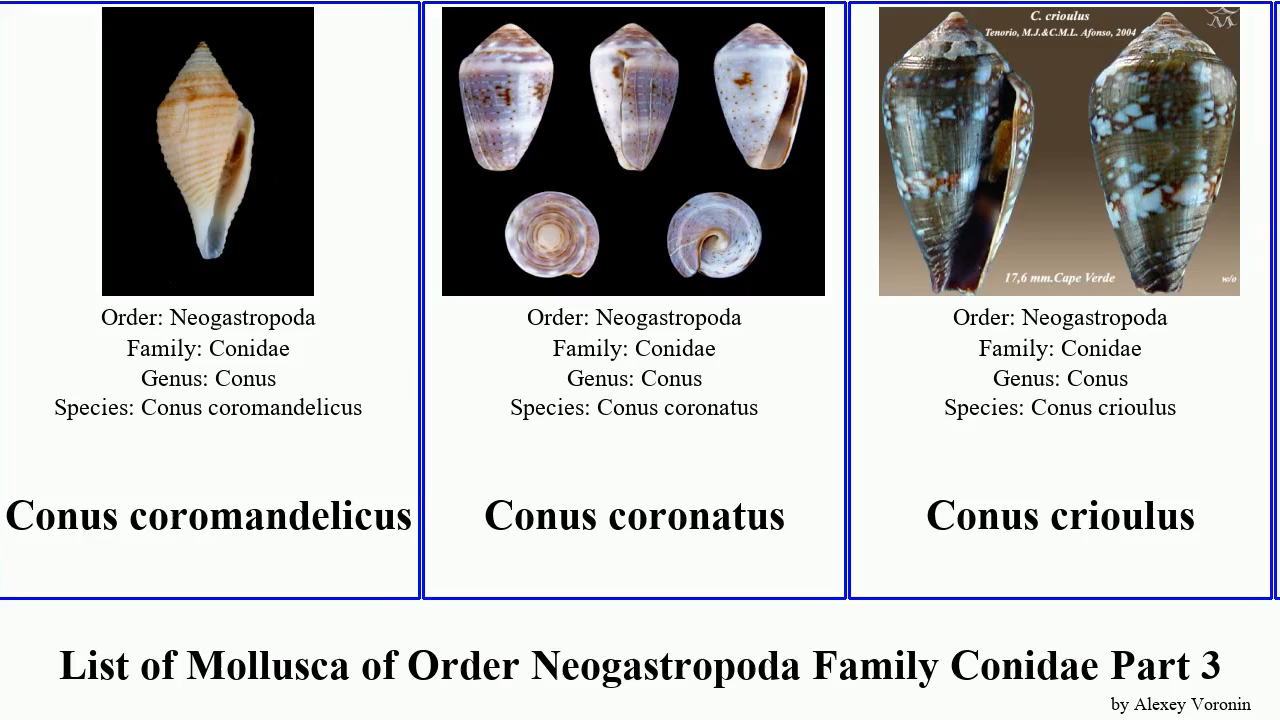 C. crioulus
Tenorio, M.J.&C.M.L. Afonso, 2004
17,6 mm.Cape Verde
w/o
Order: Neogastropoda
Family: Conidae
Genus: Conus
Species: Conus coromandelicus
Conus coromandelicus
Order: Neogastropoda
Family: Conidae
Genus: Conus
Species: Conus coronatus
Conus coronatus
Order: Neogastropoda
Family: Conidae
Genus: Conus
Species: Conus crioulus
Conus crioulus
List of Mollusca of Order Neogastropoda Family Conidae Part 3
by Alexey Voronin